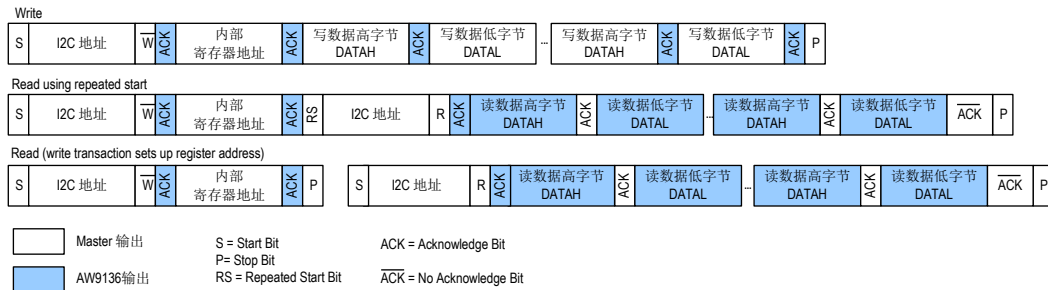 Write
S I2C 地址 W̅ ACK 内部 寄存器地址 ACK 写数据高字节 DATAH ACK 写数据低字节 DATAL ... 写数据高字节 DATAH ACK 写数据低字节 DATAL ACK P
Read using repeated start
S I2C 地址 W̅ ACK 内部 寄存器地址 ACK RS I2C 地址 R ACK 读数据高字节 DATAH ACK 读数据低字节 DATAL ... 读数据高字节 DATAH ACK 读数据低字节 DATAL A̅C̅K̅ P
Read (write transaction sets up register address)
S I2C 地址 W̅ ACK 内部 寄存器地址 ACK P S I2C 地址 R ACK 读数据高字节 DATAH ACK 读数据低字节 DATAL ... 读数据高字节 DATAH ACK 读数据低字节 DATAL A̅C̅K̅ P
Master 输出
S = Start Bit
ACK = Acknowledge Bit
P= Stop Bit
AW9136输出
RS = Repeated Start Bit
A̅C̅K̅ = No Acknowledge Bit